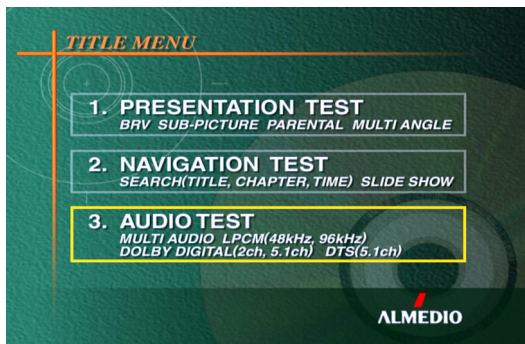 TITLE MENU
1. PRESENTATION TEST
BRV SUB-PICTURE PARENTAL MULTI ANGLE
2. NAVIGATION TEST
SEARCH(TITLE, CHAPTER, TIME) SLIDE SHOW
3. AUDIO TEST
MULTI AUDIO LPCM(48kHz, 96kHz)
DOLBY DIGITAL(2ch, 5.1ch) DTS(5.1ch)
ALMEDIO